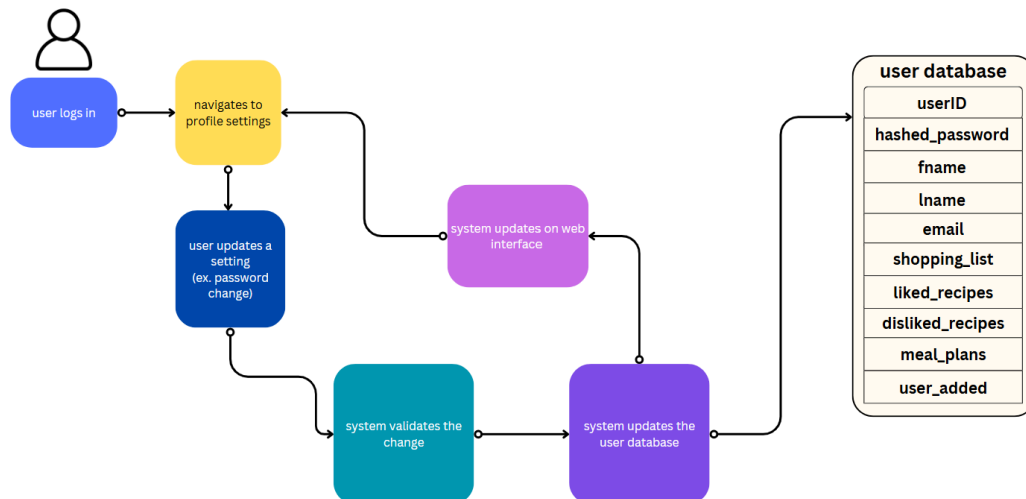 user logs in
navigates to
profile settings
user updates a
setting
(ex. password
change)
system validates the
change
system updates the
user database
system updates on web
interface
user database
userID
hashed_password
fname
lname
email
shopping_list
liked_recipes
disliked_recipes
meal_plans
user_added